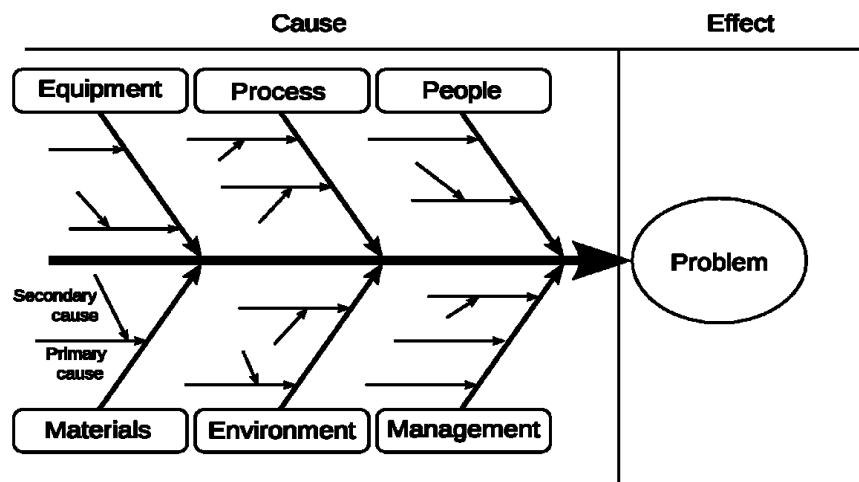 Cause
Effect
Equipment
Process
People
Problem
Secondary
cause
Primary
cause
Materials
Environment
Management